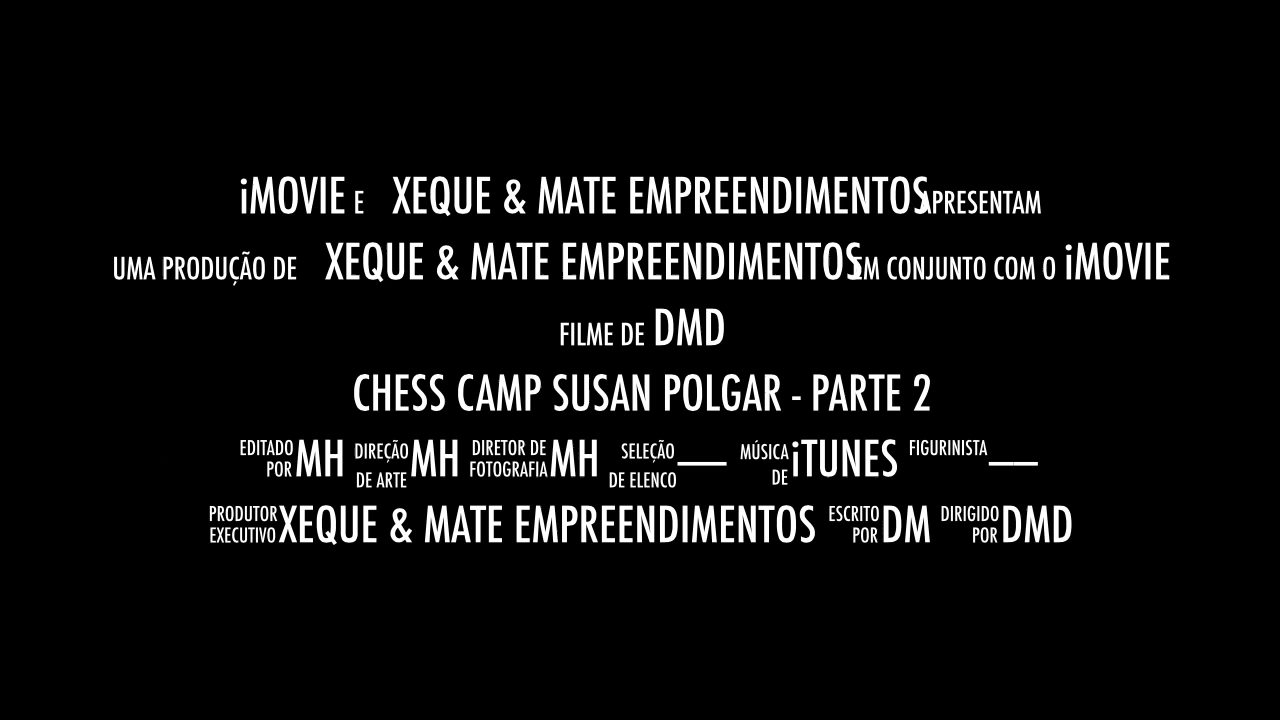 iMOVIE E XEQUE & MATE EMPREENDIMENTOS APRESENTAM
UMA PRODUÇÃO DE XEQUE & MATE EMPREENDIMENTOS EM CONJUNTO COM O iMOVIE
FILME DE DMD
CHESS CAMP SUSAN POLGAR - PARTE 2
EDITADO POR MH DIREÇÃO DE ARTE MH DIRETOR DE FOTOGRAFIA MH SELEÇÃO DE ELENCO __ MÚSICA DE iTUNES FIGURINISTA __
PRODUTOR EXECUTIVO XEQUE & MATE EMPREENDIMENTOS ESCRITO POR DM DIRIGIDO POR DMD